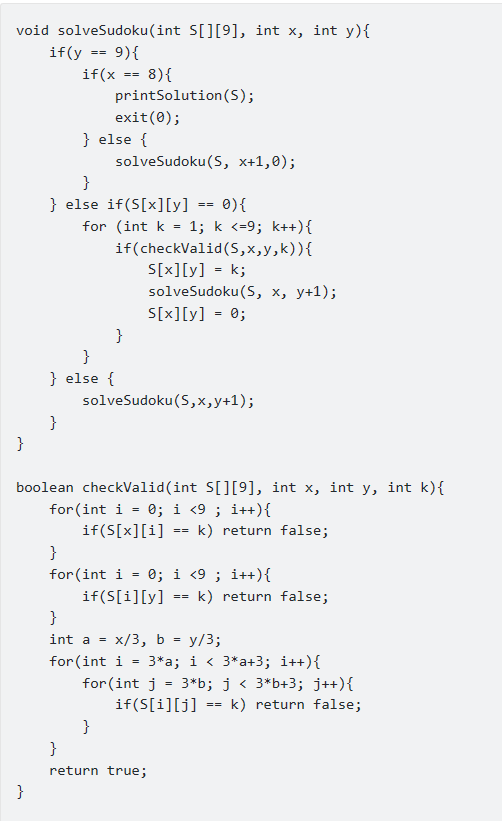 void solveSudoku(int S[][9], int x, int y){
    if(y == 9){
        if(x == 8){
            printSolution(S);
            exit(0);
        } else {
            solveSudoku(S, x+1,0);
        }
    } else if(S[x][y] == 0){
        for (int k = 1; k <=9; k++){
            if(checkValid(S,x,y,k)){
                S[x][y] = k;
                solveSudoku(S, x, y+1);
                S[x][y] = 0;
            }
        }
    } else {
        solveSudoku(S,x,y+1);
    }
}

boolean checkValid(int S[][9], int x, int y, int k){
    for(int i = 0; i <9 ; i++){
        if(S[x][i] == k) return false;
    }
    for(int i = 0; i <9 ; i++){
        if(S[i][y] == k) return false;
    }
    int a = x/3, b = y/3;
    for(int i = 3*a; i < 3*a+3; i++){
        for(int j = 3*b; j < 3*b+3; j++){
            if(S[i][j] == k) return false;
        }
    }
    return true;
}